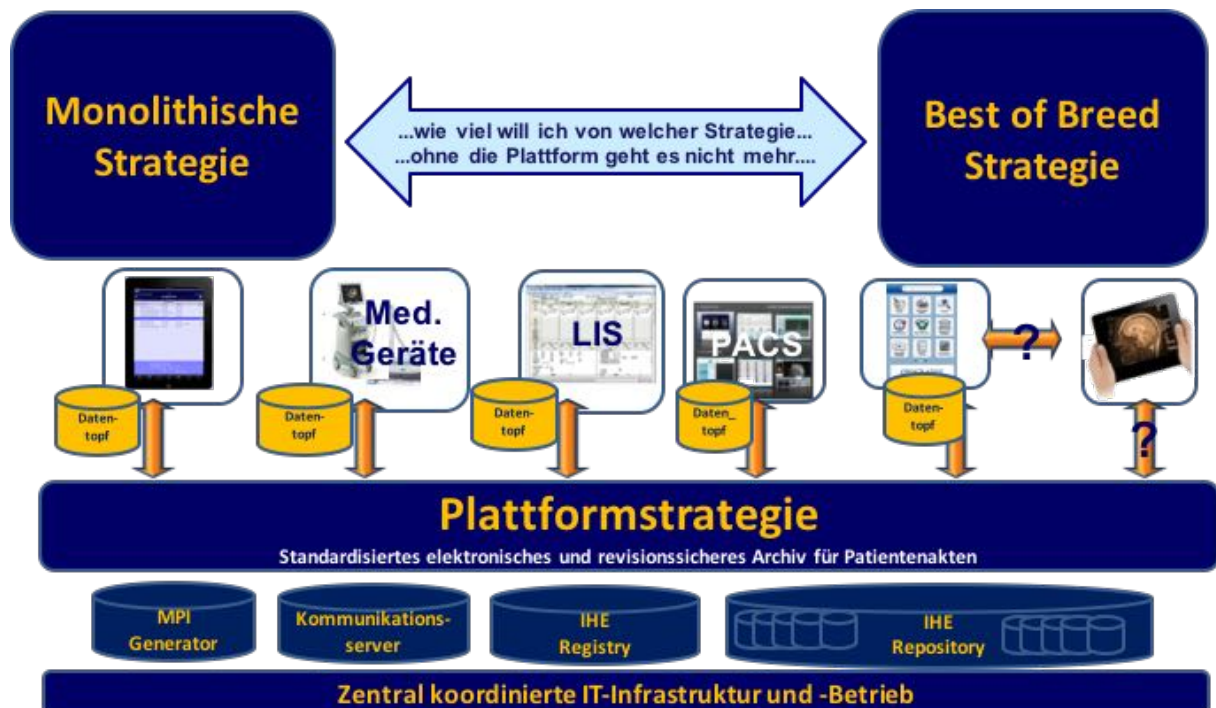 Monolithische
Strategie
...wie viel will ich von welcher Strategie...
...ohne die Plattform geht es nicht mehr....
Best of Breed
Strategie
Med.
Geräte
LIS
PACS
?
Daten-
topf
Daten-
topf
Daten-
topf
Daten_
topf
Daten-
topf
?
Plattformstrategie
Standardisiertes elektronisches und revisionssicheres Archiv für Patientenakten
MPI
Generator
Kommunikations-
server
IHE
Registry
IHE
Repository
Zentral koordinierte IT-Infrastruktur und -Betrieb